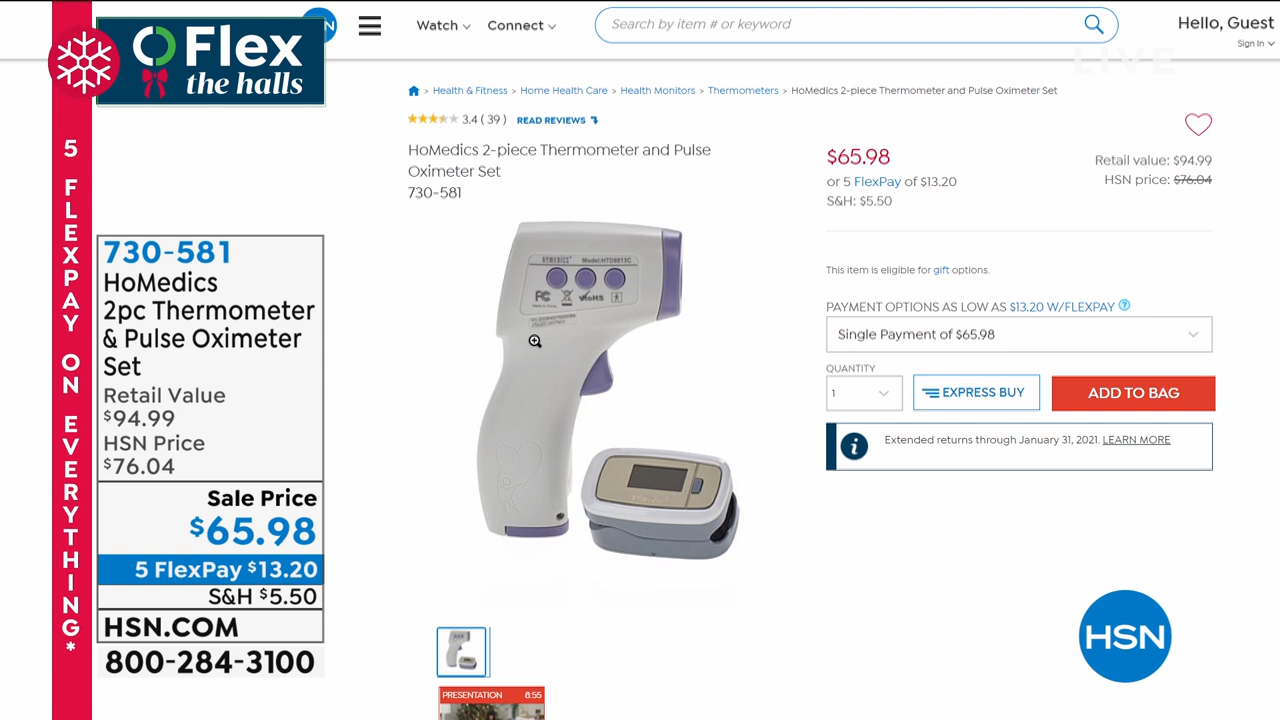 Flex
the halls
5 FLEXPAY ON EVERYTHING*
730-581
HoMedics
2pc Thermometer
& Pulse Oximeter
Set
Retail Value
$94.99
HSN Price
$76.04
Sale Price
$65.98
5 FlexPay $13.20
S&H $5.50
HSN.COM
800-284-3100
Watch
Connect
Search by item # or keyword
Hello, Guest
Sign In
LIVE
> Health & Fitness > Home Health Care > Health Monitors > Thermometers > HoMedics 2-piece Thermometer and Pulse Oximeter Set
3.4 ( 39 ) READ REVIEWS
HoMedics 2-piece Thermometer and Pulse
Oximeter Set
730-581
HOMEDICS Model:HTD8813C
FC RoHS
$65.98
or 5 FlexPay of $13.20
S&H: $5.50
Retail value: $94.99
HSN price: $76.04
This item is eligible for gift options.
PAYMENT OPTIONS AS LOW AS $13.20 W/FLEXPAY ?
Single Payment of $65.98
QUANTITY
1
EXPRESS BUY
ADD TO BAG
Extended returns through January 31, 2021. LEARN MORE
PRESENTATION 8:55
HSN